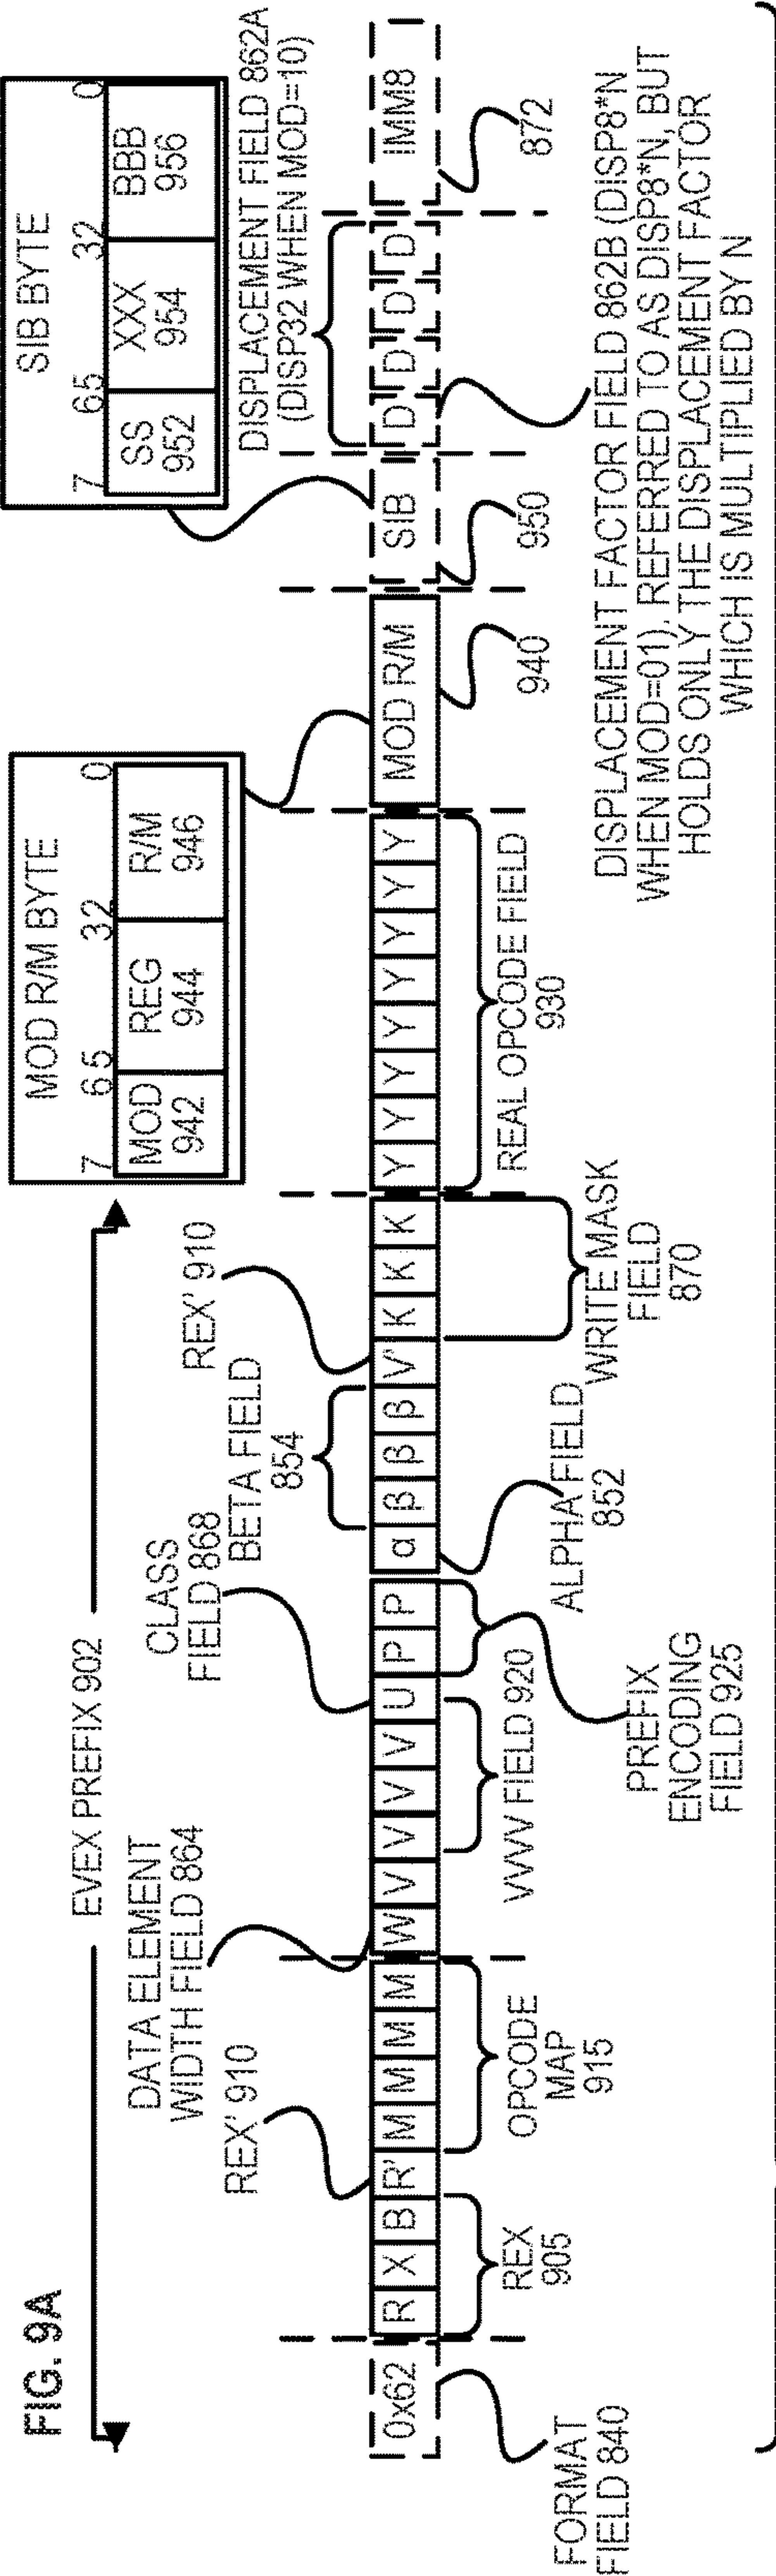 FIG. 9A
EVEX PREFIX 902
MOD R/M BYTE
7 6 5 3 2 0
MOD REG R/M
942 944 946
SIB BYTE
7 6 5 3 2 0
SS XXX BBB
952 954 956
DATA ELEMENT
WIDTH FIELD 864
REX' 910
CLASS
FIELD 868
BETA FIELD
854
REX' 910
DISPLACEMENT FIELD 862A
(DISP32 WHEN MOD=10)
0x62 R X B R' M M M M W V V V V U P P α β β β V' K K K Y Y Y Y Y Y Y Y MOD R/M SIB D D D D IMM8
FORMAT
FIELD 840
REX
905
OPCODE
MAP
915
VVVV FIELD 920
PREFIX
ENCODING
FIELD 925
ALPHA FIELD
852
WRITE MASK
FIELD
870
REAL OPCODE FIELD
930
940
950
872
DISPLACEMENT FACTOR FIELD 862B (DISP8*N
WHEN MOD=01). REFERRED TO AS DISP8*N, BUT
HOLDS ONLY THE DISPLACEMENT FACTOR
WHICH IS MULTIPLIED BY N